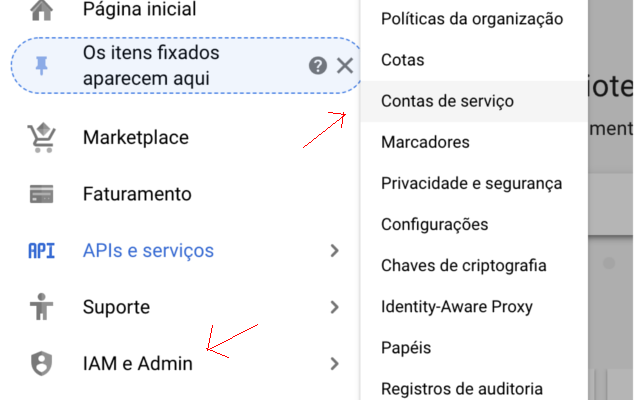 Página inicial
Os itens fixados
aparecem aqui
Marketplace
Faturamento
API APIs e serviços
Suporte
IAM e Admin
Políticas da organização
Cotas
Contas de serviço
Marcadores
Privacidade e segurança
Configurações
Chaves de criptografia
Identity-Aware Proxy
Papéis
Registros de auditoria
iote
ment